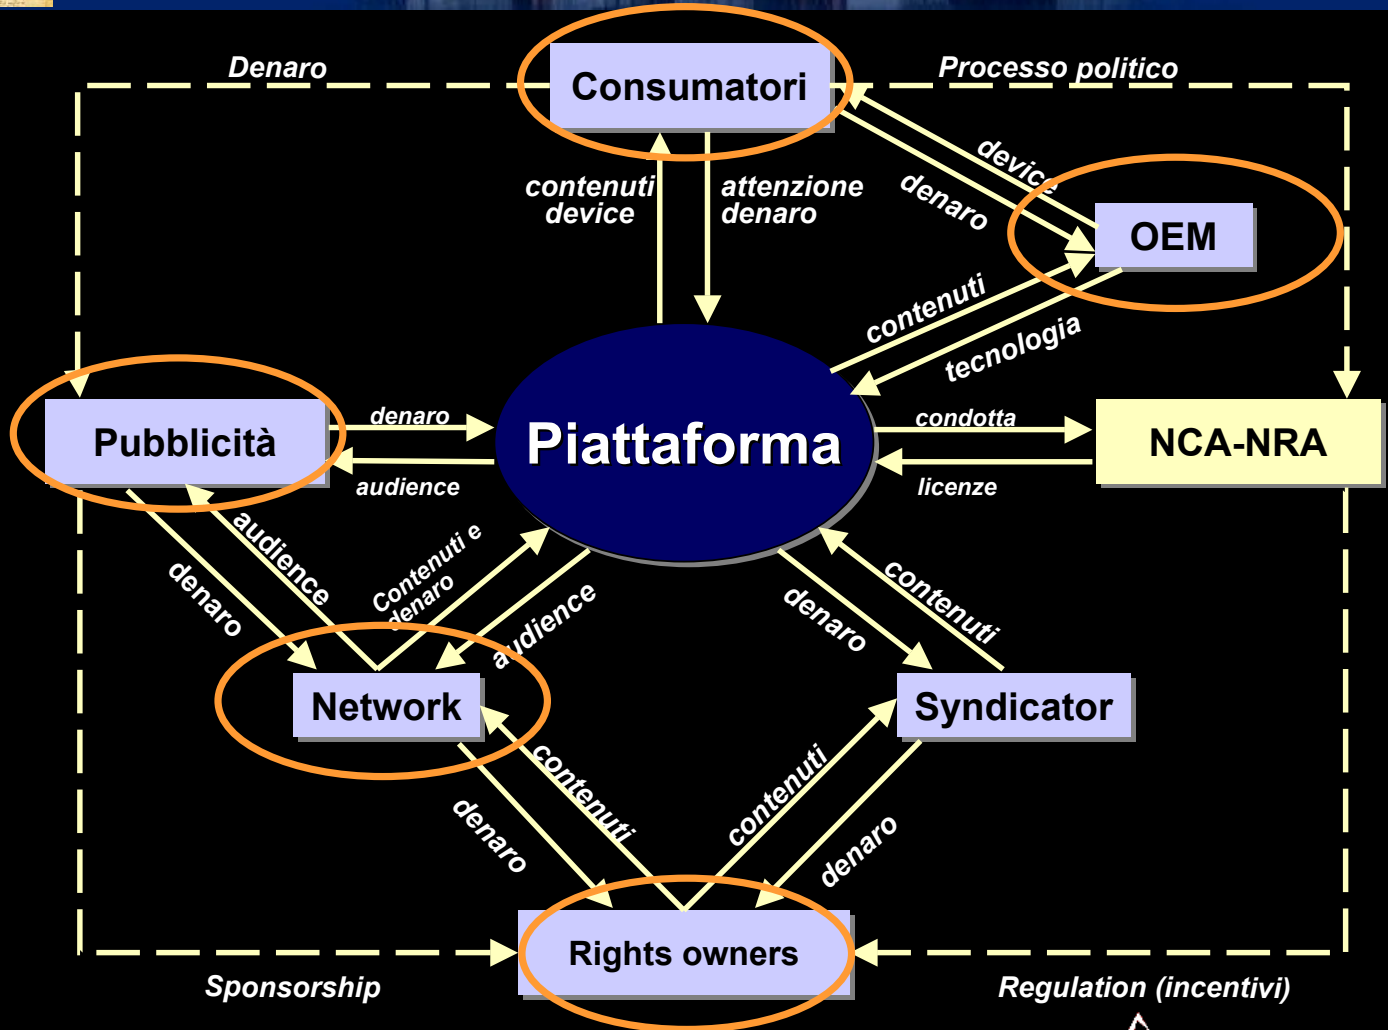 Denaro
Consumatori
Processo politico
device
denaro
contenuti
device
attenzione
denaro
OEM
contenuti
tecnologia
Pubblicità
denaro
audience
Piattaforma
condotta
licenze
NCA-NRA
audience
denaro
Contenuti e
denaro
audience
denaro
contenuti
Network
Syndicator
contenuti
denaro
contenuti
denaro
Rights owners
Sponsorship
Regulation (incentivi)